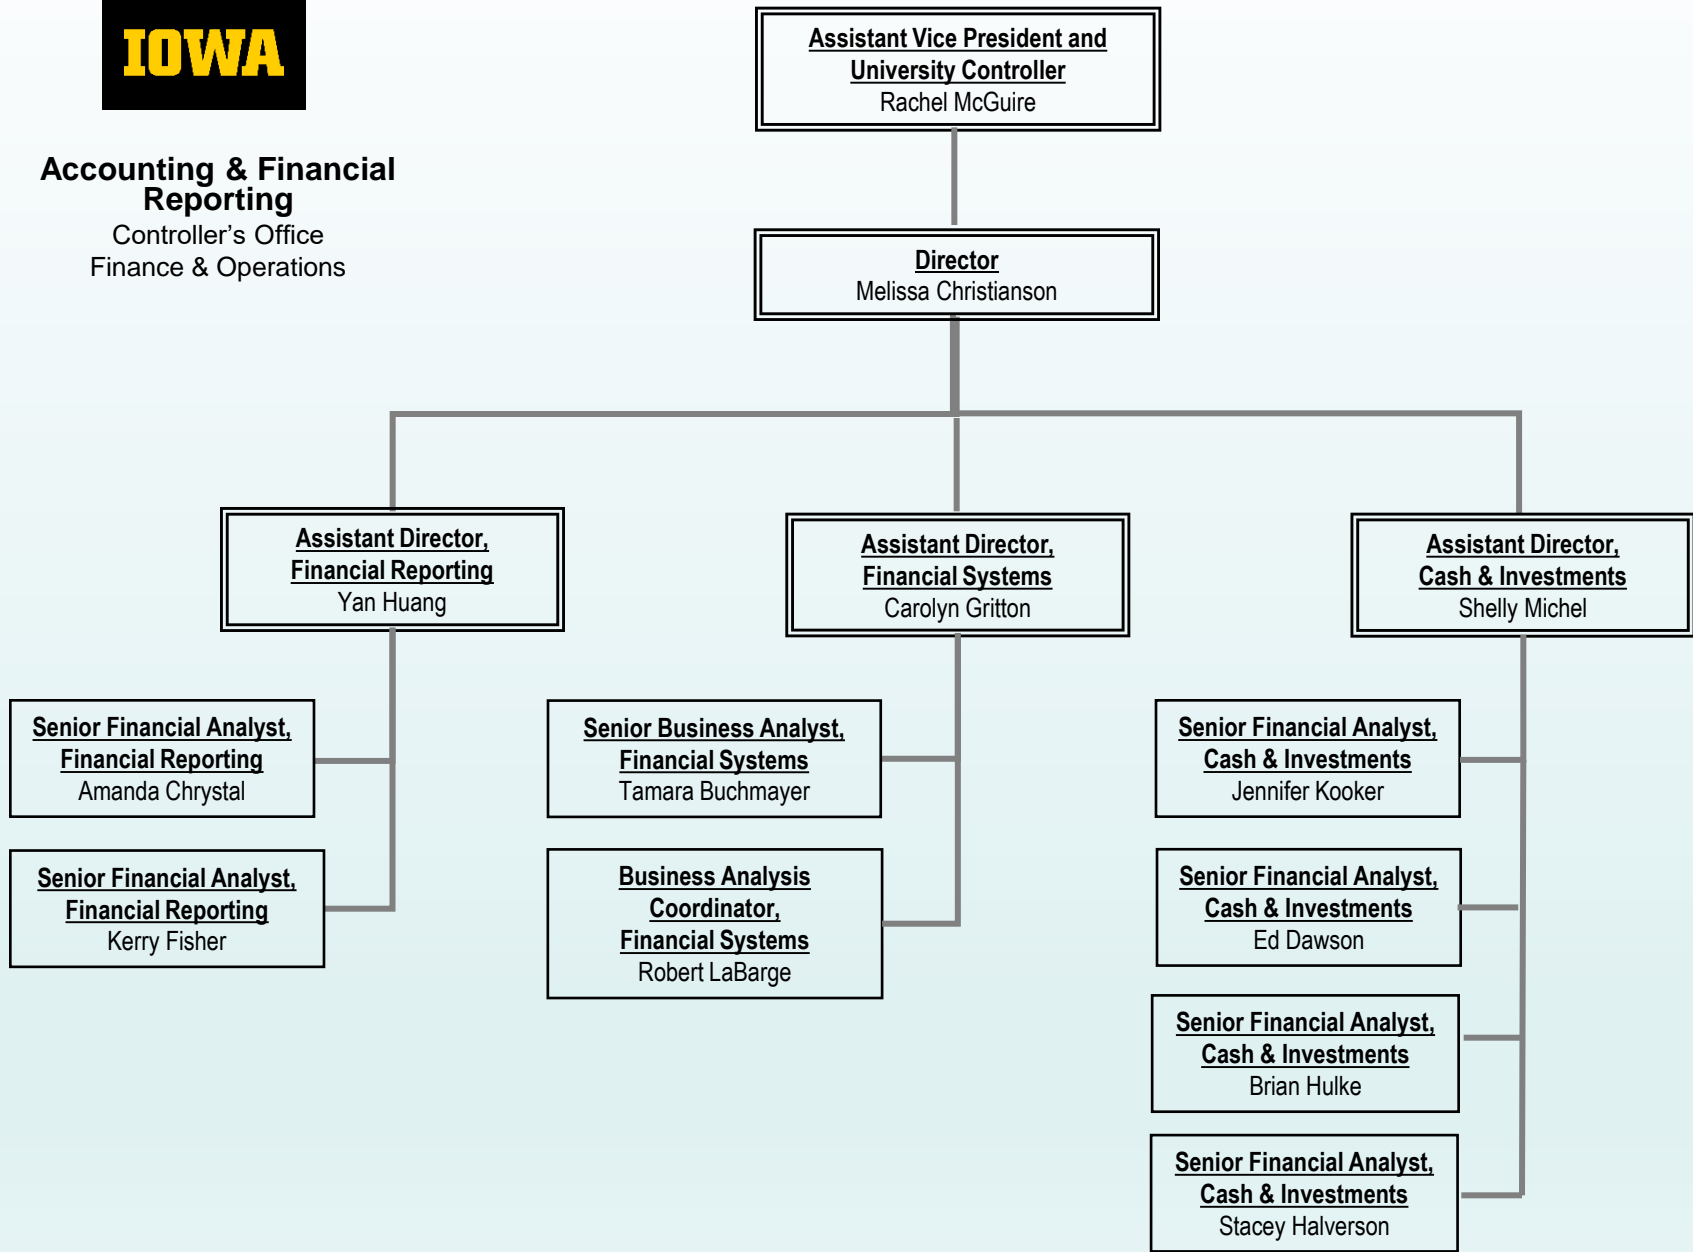 IOWA
Accounting & Financial
Reporting
Controller’s Office
Finance & Operations
Assistant Vice President and
University Controller
Rachel McGuire
Director
Melissa Christianson
Assistant Director,
Financial Reporting
Yan Huang
Assistant Director,
Financial Systems
Carolyn Gritton
Assistant Director,
Cash & Investments
Shelly Michel
Senior Financial Analyst,
Financial Reporting
Amanda Chrystal
Senior Financial Analyst,
Financial Reporting
Kerry Fisher
Senior Business Analyst,
Financial Systems
Tamara Buchmayer
Business Analysis
Coordinator,
Financial Systems
Robert LaBarge
Senior Financial Analyst,
Cash & Investments
Jennifer Kooker
Senior Financial Analyst,
Cash & Investments
Ed Dawson
Senior Financial Analyst,
Cash & Investments
Brian Hulke
Senior Financial Analyst,
Cash & Investments
Stacey Halverson